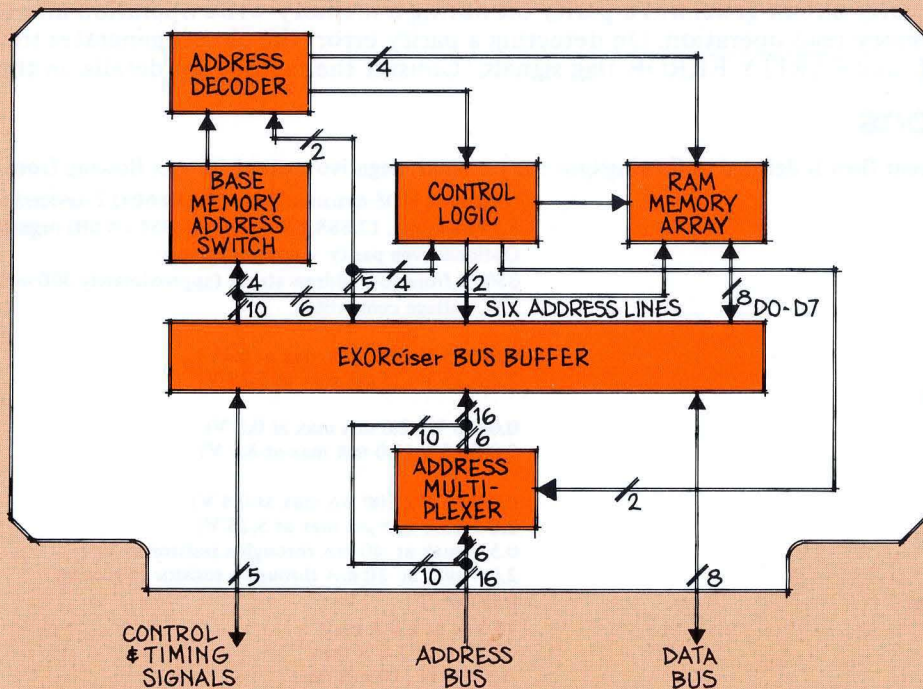 ADDRESS
DECODER
4
2
BASE
MEMORY
ADDRESS
SWITCH
CONTROL
LOGIC
RAM
MEMORY
ARRAY
4
10
6
5
4
2
SIX ADDRESS LINES
8
D0-D7
EXORciser BUS BUFFER
16
10
6
ADDRESS
MULTI-
PLEXER
2
6
10
16
5
8
CONTROL
& TIMING
SIGNALS
ADDRESS
BUS
DATA
BUS